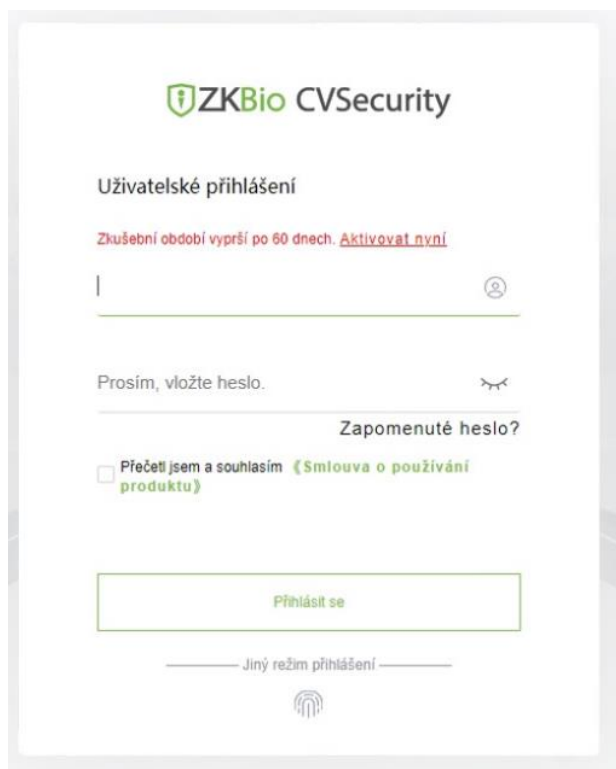 ZKBio CVSecurity
Uživatelské přihlášení
Zkušební období vyprší po 60 dnech. Aktivovat nyní
Prosím, vložte heslo.
Zapomenuté heslo?
Přečetl jsem a souhlasím 《Smlouva o používání
produktu》
Přihlásit se
Jiný režim přihlášení